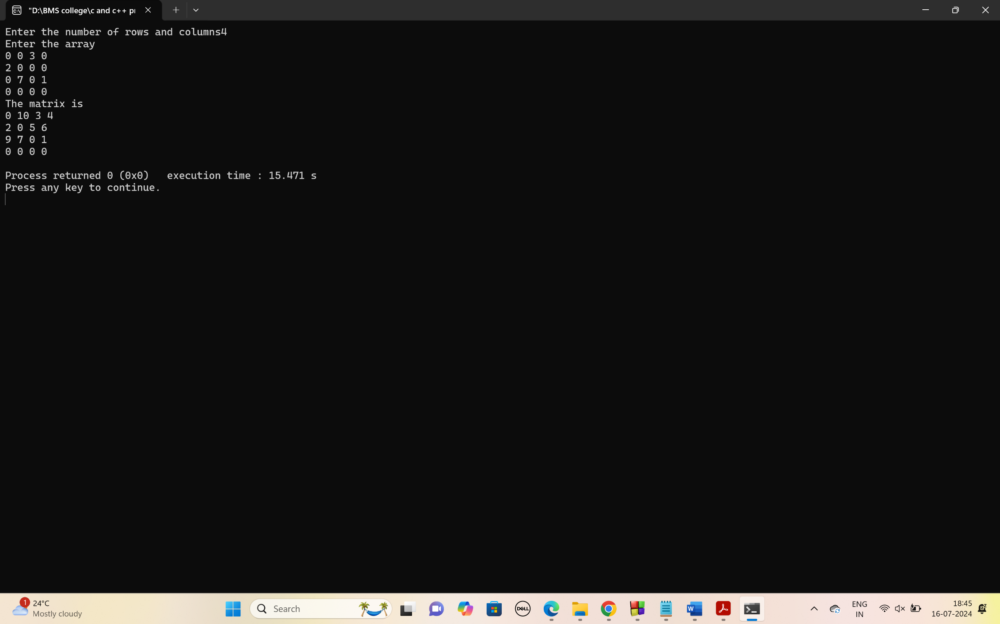 "D:\BMS college\c and c++ pr
Enter the number of rows and columns4
Enter the array
0 0 3 0
2 0 0 0
0 7 0 1
0 0 0 0
The matrix is
0 10 3 4
2 0 5 6
9 7 0 1
0 0 0 0
Process returned 0 (0x0)   execution time : 15.471 s
Press any key to continue.
1
24°C
Mostly cloudy
Search
DELL
W
ENG
IN
18:45
16-07-2024